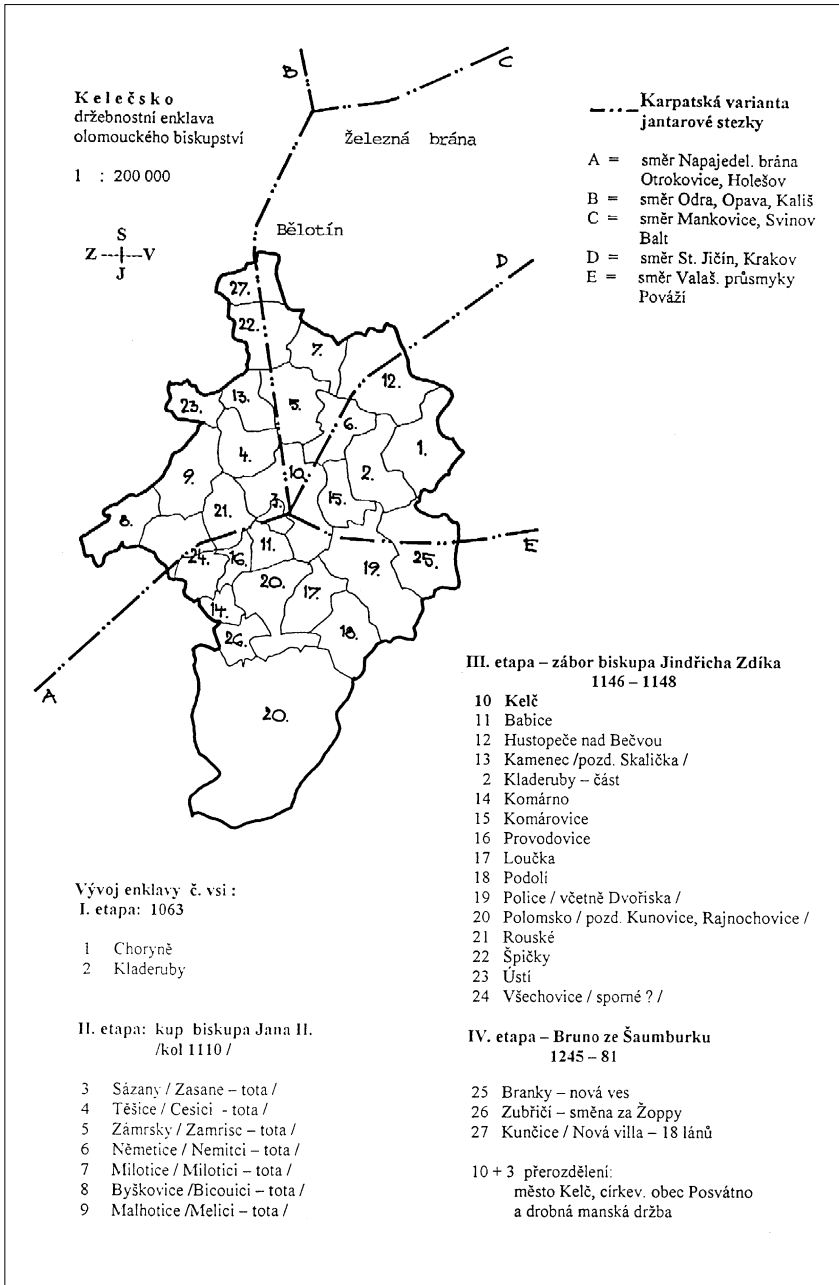 B
C
Kelečsko
držebnostní enklava
olomouckého biskupství
Železná brána
1 : 200 000
Karpatská varianta
jantarové stezky
A = směr Napajedel. brána
Otrokovice, Holešov
B = směr Odra, Opava, Kališ
C = směr Mankovice, Svinov
Balt
D = směr St. Jičín, Krakov
E = směr Valaš. průsmyky
Pováží
S
Z V
J
Bělotín
D
27.
22.
7.
12.
23.
13.
5.
6.
1.
4.
10.
2.
9.
3.
15.
21.
8.
11.
E
24.
16.
19.
25.
20.
17.
14.
26.
18.
A
20.
Vývoj enklavy č. vsi :
I. etapa: 1063
1 Choryně
2 Kladeruby
II. etapa: kup biskupa Jana II.
/kol 1110 /
3 Sázany / Zasane – tota /
4 Těšice / Cesici - tota /
5 Zámrsky / Zamrisc – tota /
6 Němetice / Nemitci – tota /
7 Milotice / Milotici – tota /
8 Byškovice /Bicouici – tota /
9 Malhotice /Melici – tota /
III. etapa – zábor biskupa Jindřicha Zdíka
1146 – 1148
10 Kelč
11 Babice
12 Hustopeče nad Bečvou
13 Kamenec /pozd. Skalička /
2 Kladeruby – část
14 Komárno
15 Komárovice
16 Provodovice
17 Loučka
18 Podolí
19 Police / včetně Dvořiska /
20 Polomsko / pozd. Kunovice, Rajnochovice /
21 Rouské
22 Špičky
23 Ústí
24 Všechovice / sporné ? /
IV. etapa – Bruno ze Šaumburku
1245 – 81
25 Branky – nová ves
26 Zubříčí – směna za Žoppy
27 Kunčice / Nová villa – 18 lánů
10 + 3 přerozdělení:
město Kelč, církev. obec Posvátno
a drobná manská držba